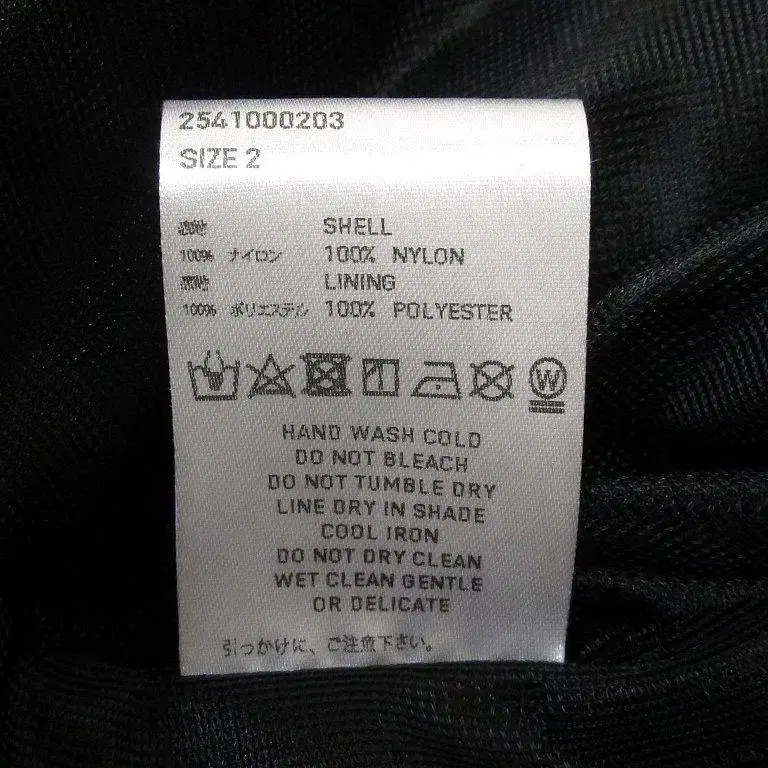 2541000203
SIZE 2
表地 SHELL
100% ナイロン 100% NYLON
裏地 LINING
100% ポリエステル 100% POLYESTER
W
HAND WASH COLD
DO NOT BLEACH
DO NOT TUMBLE DRY
LINE DRY IN SHADE
COOL IRON
DO NOT DRY CLEAN
WET CLEAN GENTLE
OR DELICATE
引っかけに、ご注意下さい。